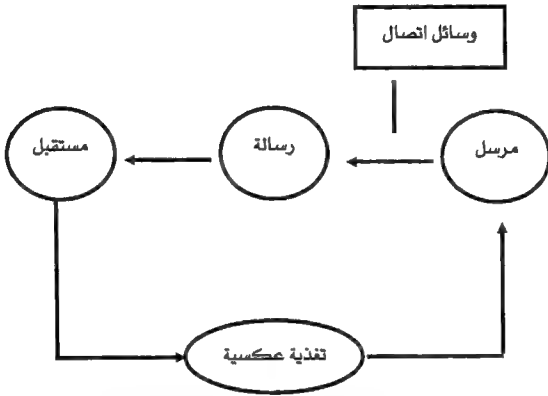 وسائل اتصال
مرسل
رسالة
مستقبل
تغذية عكسية